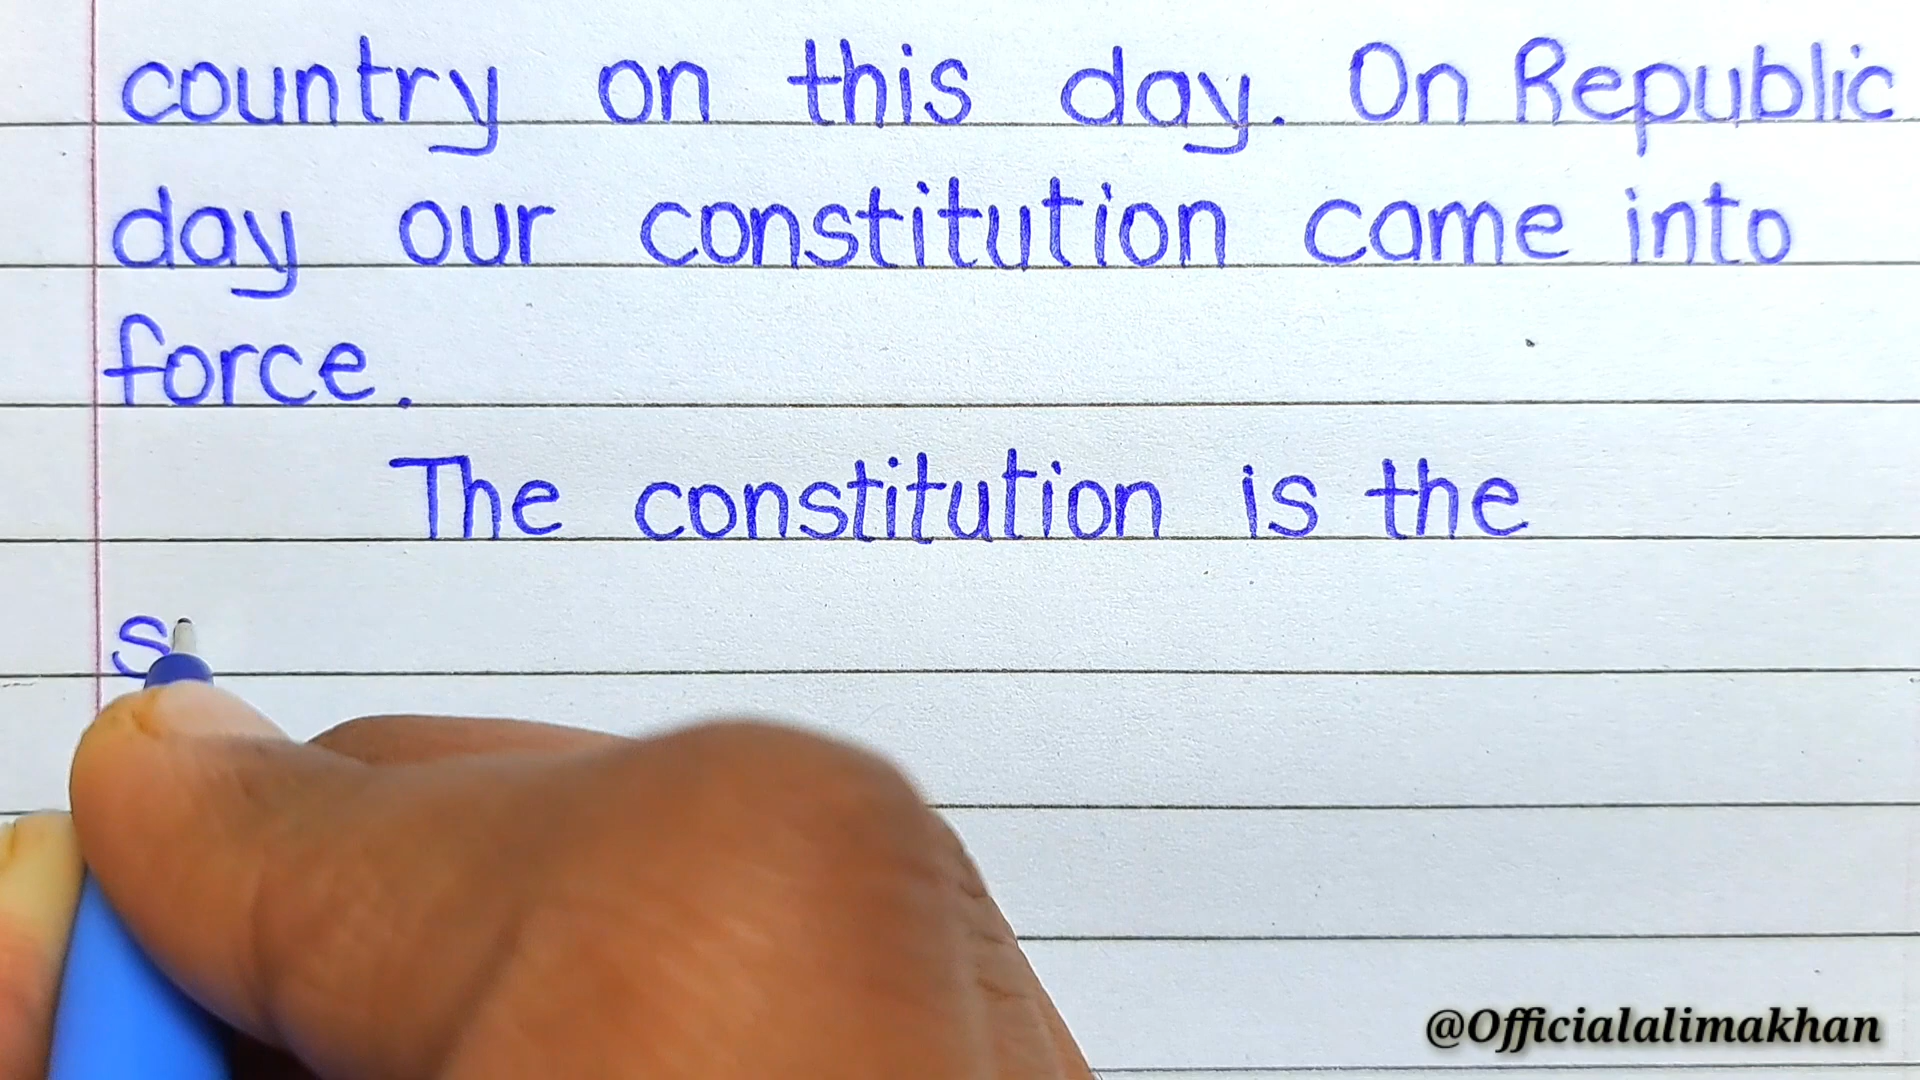 country on this day. On Republic
day our constitution came into
force.
The constitution is the
s
@Officialalimakhan